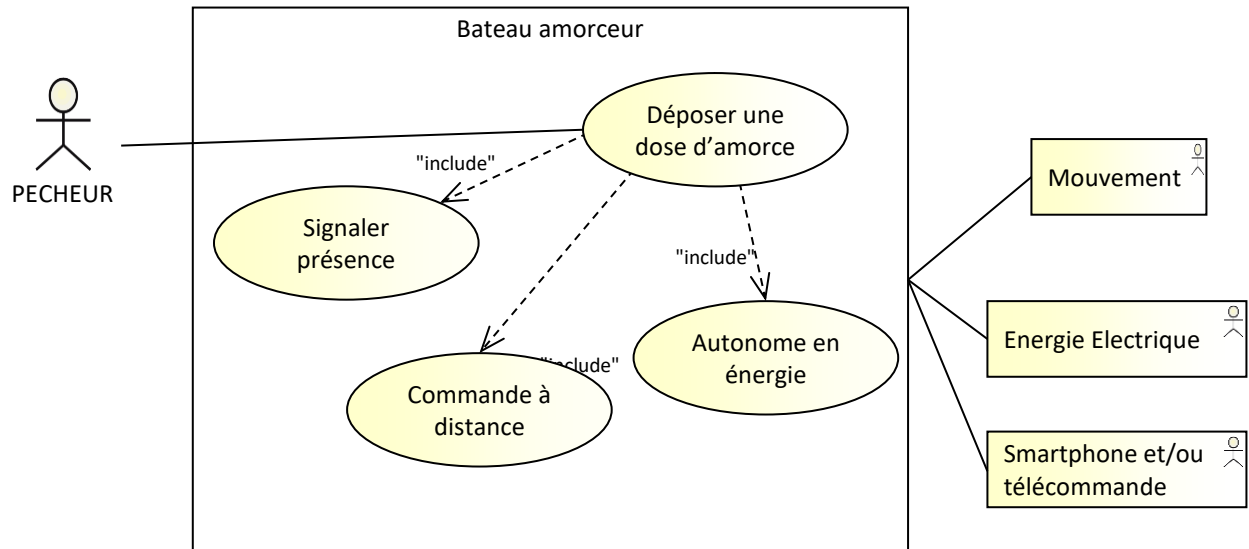 Bateau amorceur
PECHEUR
Déposer une
dose d'amorce
"include"
Signaler
présence
"include"
"include"
Commande à
distance
Autonome en
énergie
Mouvement
Energie Electrique
Smartphone et/ou
télécommande